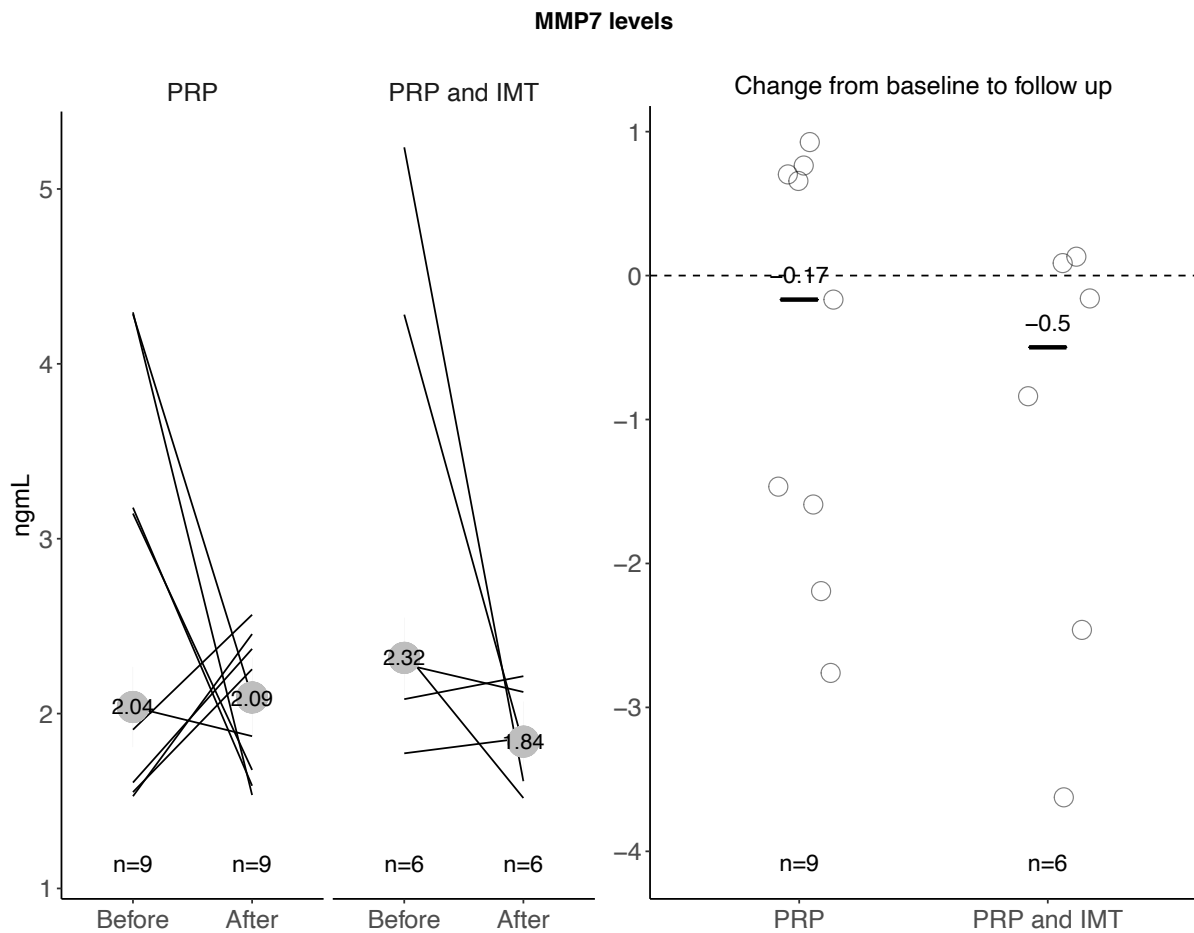 MMP7 levels
PRP
PRP and IMT
ngmL
5
4
3
2
1
2.04
2.09
2.32
1.84
n=9
n=9
n=6
n=6
Before
After
Before
After
Change from baseline to follow up
1
0
−1
−2
−3
−4
−0.17
−0.5
n=9
n=6
PRP
PRP and IMT